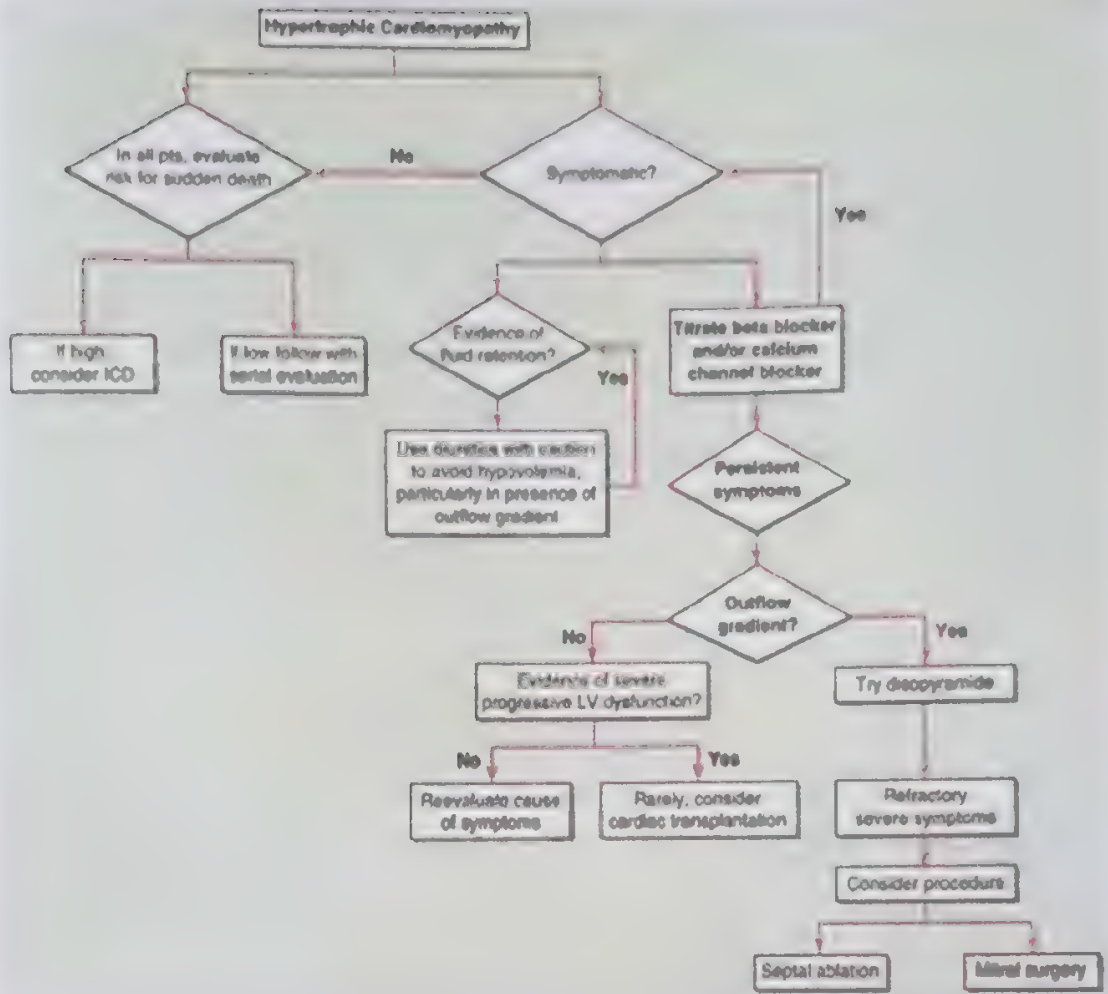 Hypertrophic Cardiomyopathy
In all pts, evaluate
risk for sudden death
No
Symptomatic?
Yes
If high
consider ICD
If low follow with
serial evaluation
Evidence of
fluid retention?
Yes
Titrate beta blocker
and/or calcium
channel blocker
Use diuretics with caution
to avoid hypovolemia,
particularly in presence of
outflow gradient
Persistent
symptoms
Outflow
gradient?
No
Yes
Evidence of severe
progressive LV dysfunction?
Try disopyramide
No
Yes
Reevaluate cause
of symptoms
Rarely, consider
cardiac transplantation
Refractory
severe symptoms
Consider procedure
Septal ablation
Mitral surgery